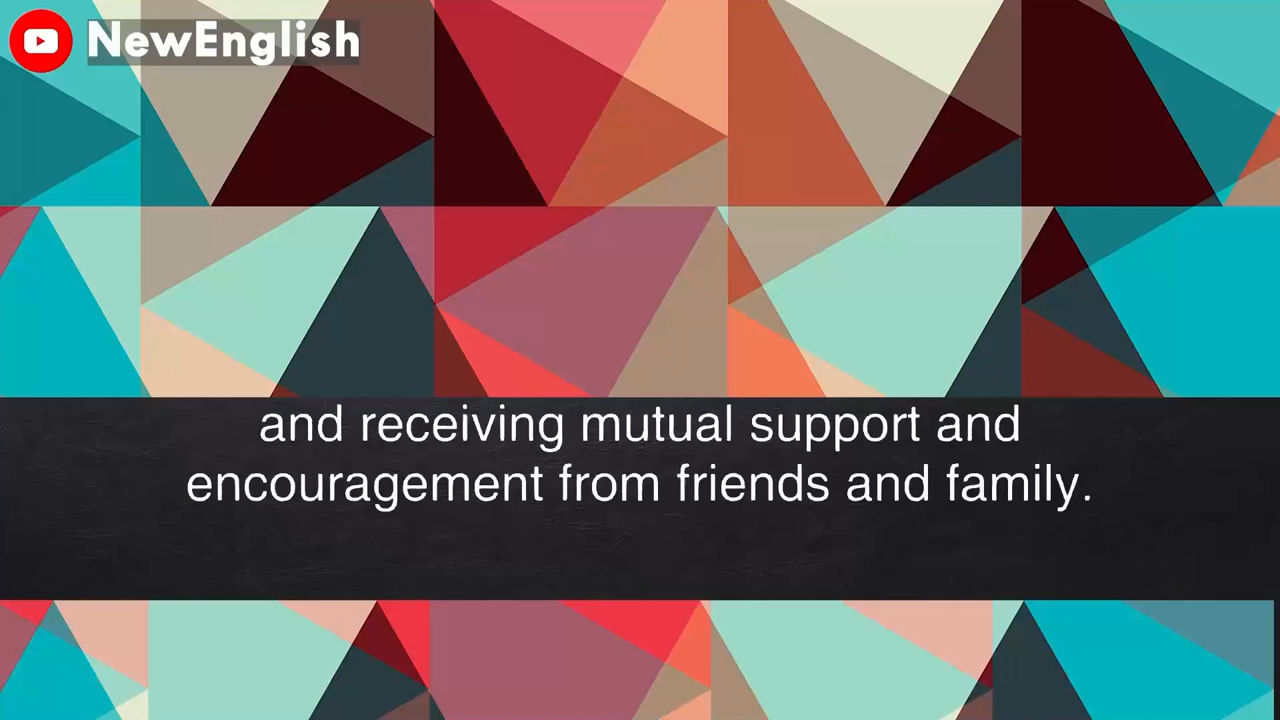 NewEnglish
and receiving mutual support and
encouragement from friends and family.